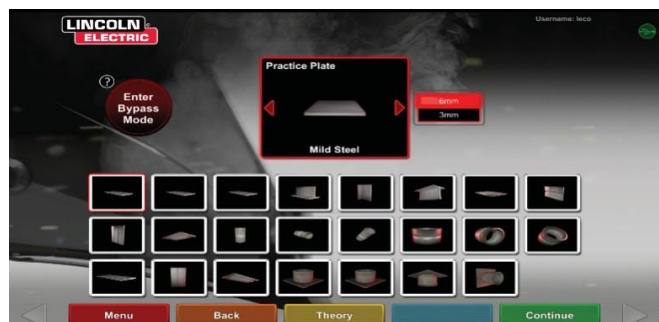 LINCOLN
ELECTRIC
Username: leco
Practice Plate
?
Enter
Bypass
Mode
6mm
3mm
Mild Steel
Menu
Back
Theory
Continue